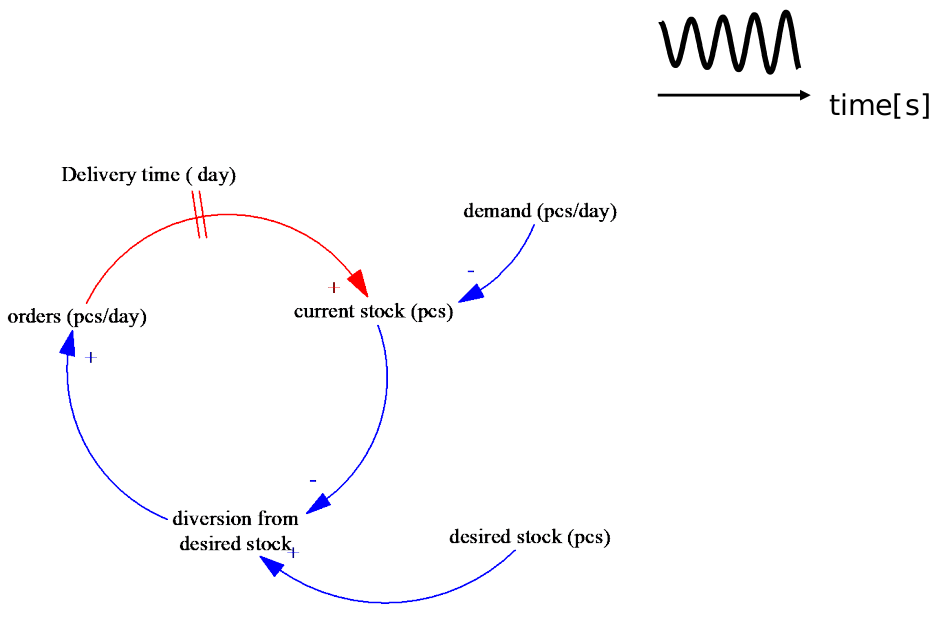 time[s]
Delivery time ( day)
demand (pcs/day)
-
+
current stock (pcs)
orders (pcs/day)
+
-
diversion from
desired stock
+
desired stock (pcs)